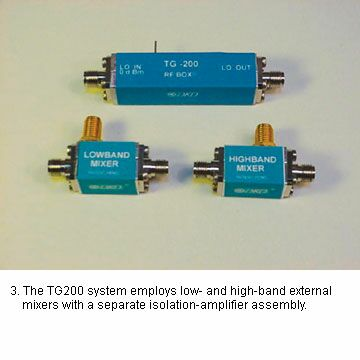 LO IN
0 dBm
TG-200
RF BOX
LO OUT
LOWBAND
MIXER
HIGHBAND
MIXER
3. The TG200 system employs low- and high-band external
mixers with a separate isolation-amplifier assembly.